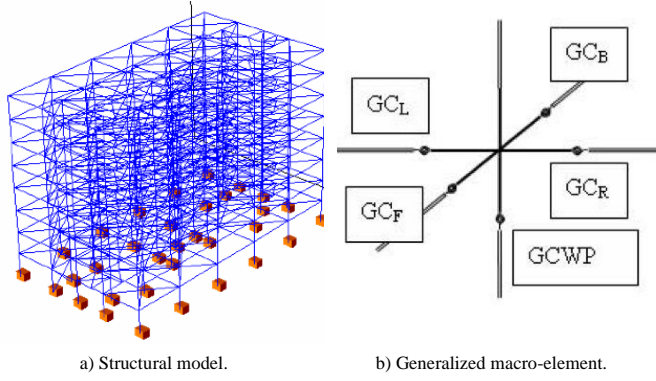 GC_B
GC_L
GC_R
GC_F
GCWP
a) Structural model.
b) Generalized macro-element.